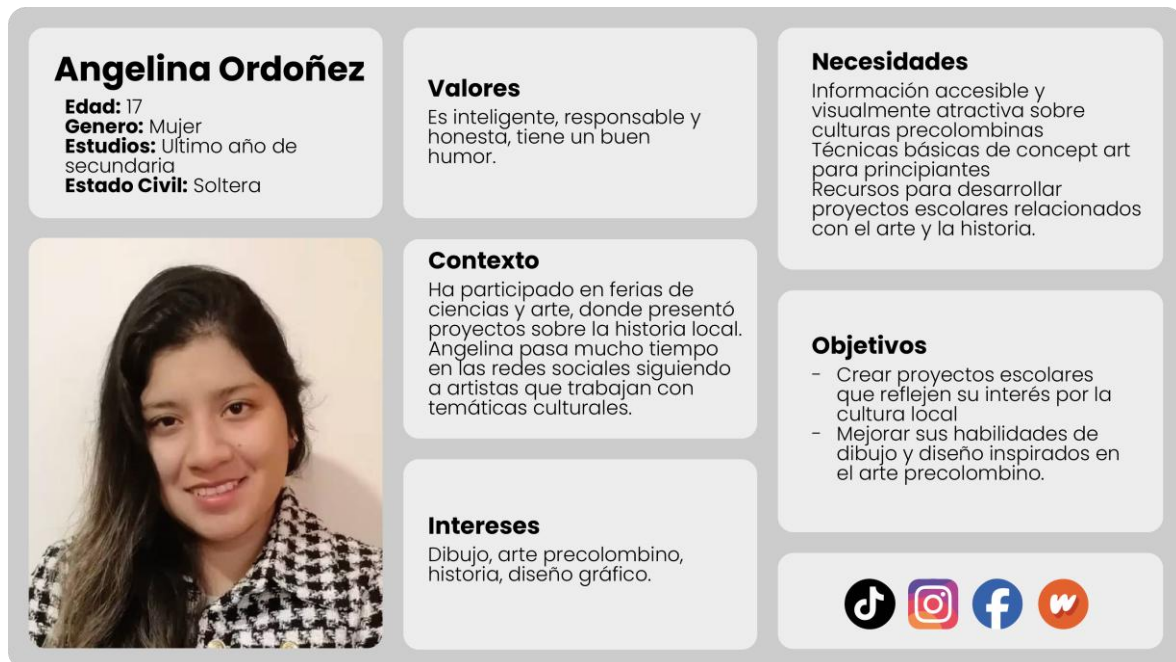 Angelina Ordoñez
Edad: 17
Genero: Mujer
Estudios: Ultimo año de
secundaria
Estado Civil: Soltera
Valores
Es inteligente, responsable y
honesta, tiene un buen
humor.
Contexto
Ha participado en ferias de
ciencias y arte, donde presentó
proyectos sobre la historia local.
Angelina pasa mucho tiempo
en las redes sociales siguiendo
a artistas que trabajan con
temáticas culturales.
Intereses
Dibujo, arte precolombino,
historia, diseño gráfico.
Necesidades
Información accesible y
visualmente atractiva sobre
culturas precolombinas
Técnicas básicas de concept art
para principiantes
Recursos para desarrollar
proyectos escolares relacionados
con el arte y la historia.
Objetivos
- Crear proyectos escolares
que reflejen su interés por la
cultura local
- Mejorar sus habilidades de
dibujo y diseño inspirados en
el arte precolombino.